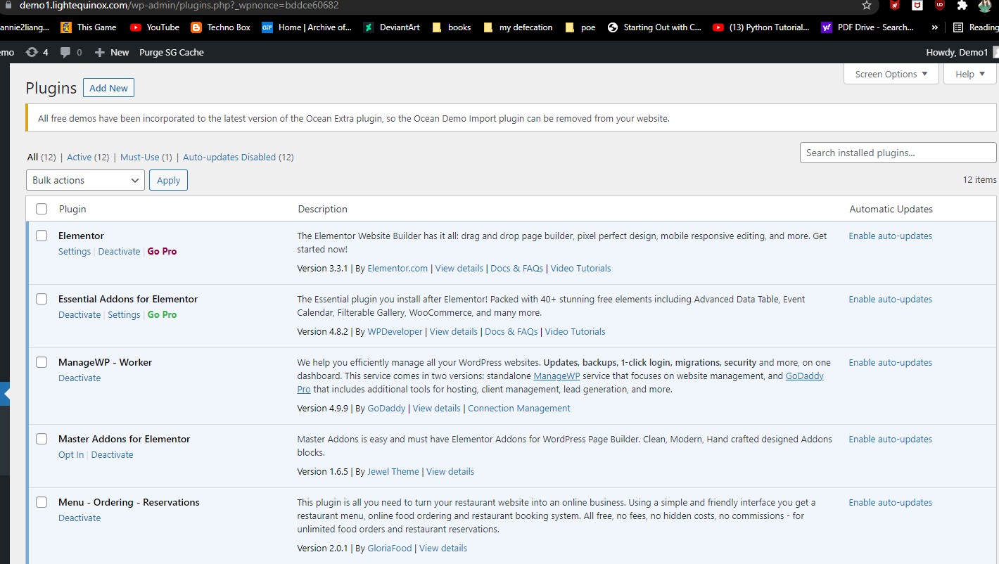 demo1.lightequinox.com/wp-admin/plugins.php?_wpnonce=bddce60682
annie2liang... This Game YouTube Techno Box GIF Home | Archive of... DeviantArt books my defecation poe Starting Out with C... (13) Python Tutorial... PDF Drive - Search... » Reading
emo 4 0 + New Purge SG Cache Howdy, Demo1
Screen Options Help
Plugins Add New
All free demos have been incorporated to the latest version of the Ocean Extra plugin, so the Ocean Demo Import plugin can be removed from your website.
All (12) | Active (12) | Must-Use (1) | Auto-updates Disabled (12)
Search installed plugins...
Bulk actions Apply
12 items
Plugin Description Automatic Updates
Elementor
Settings | Deactivate | Go Pro
The Elementor Website Builder has it all: drag and drop page builder, pixel perfect design, mobile responsive editing, and more. Get
started now!
Version 3.3.1 | By Elementor.com | View details | Docs & FAQs | Video Tutorials
Enable auto-updates
Essential Addons for Elementor
Deactivate | Settings | Go Pro
The Essential plugin you install after Elementor! Packed with 40+ stunning free elements including Advanced Data Table, Event
Calendar, Filterable Gallery, WooCommerce, and many more.
Version 4.8.2 | By WPDeveloper | View details | Docs & FAQs | Video Tutorials
Enable auto-updates
ManageWP - Worker
Deactivate
We help you efficiently manage all your WordPress websites. Updates, backups, 1-click login, migrations, security and more, on one
dashboard. This service comes in two versions: standalone ManageWP service that focuses on website management, and GoDaddy
Pro that includes additional tools for hosting, client management, lead generation, and more.
Version 4.9.9 | By GoDaddy | View details | Connection Management
Enable auto-updates
Master Addons for Elementor
Opt In | Deactivate
Master Addons is easy and must have Elementor Addons for WordPress Page Builder. Clean, Modern, Hand crafted designed Addons
blocks.
Version 1.6.5 | By Jewel Theme | View details
Enable auto-updates
Menu - Ordering - Reservations
Deactivate
This plugin is all you need to turn your restaurant website into an online business. Using a simple and friendly interface you get a
restaurant menu, online food ordering and restaurant booking system. All free, no fees, no hidden costs, no commissions - for
unlimited food orders and restaurant reservations.
Version 2.0.1 | By GloriaFood | View details
Enable auto-updates